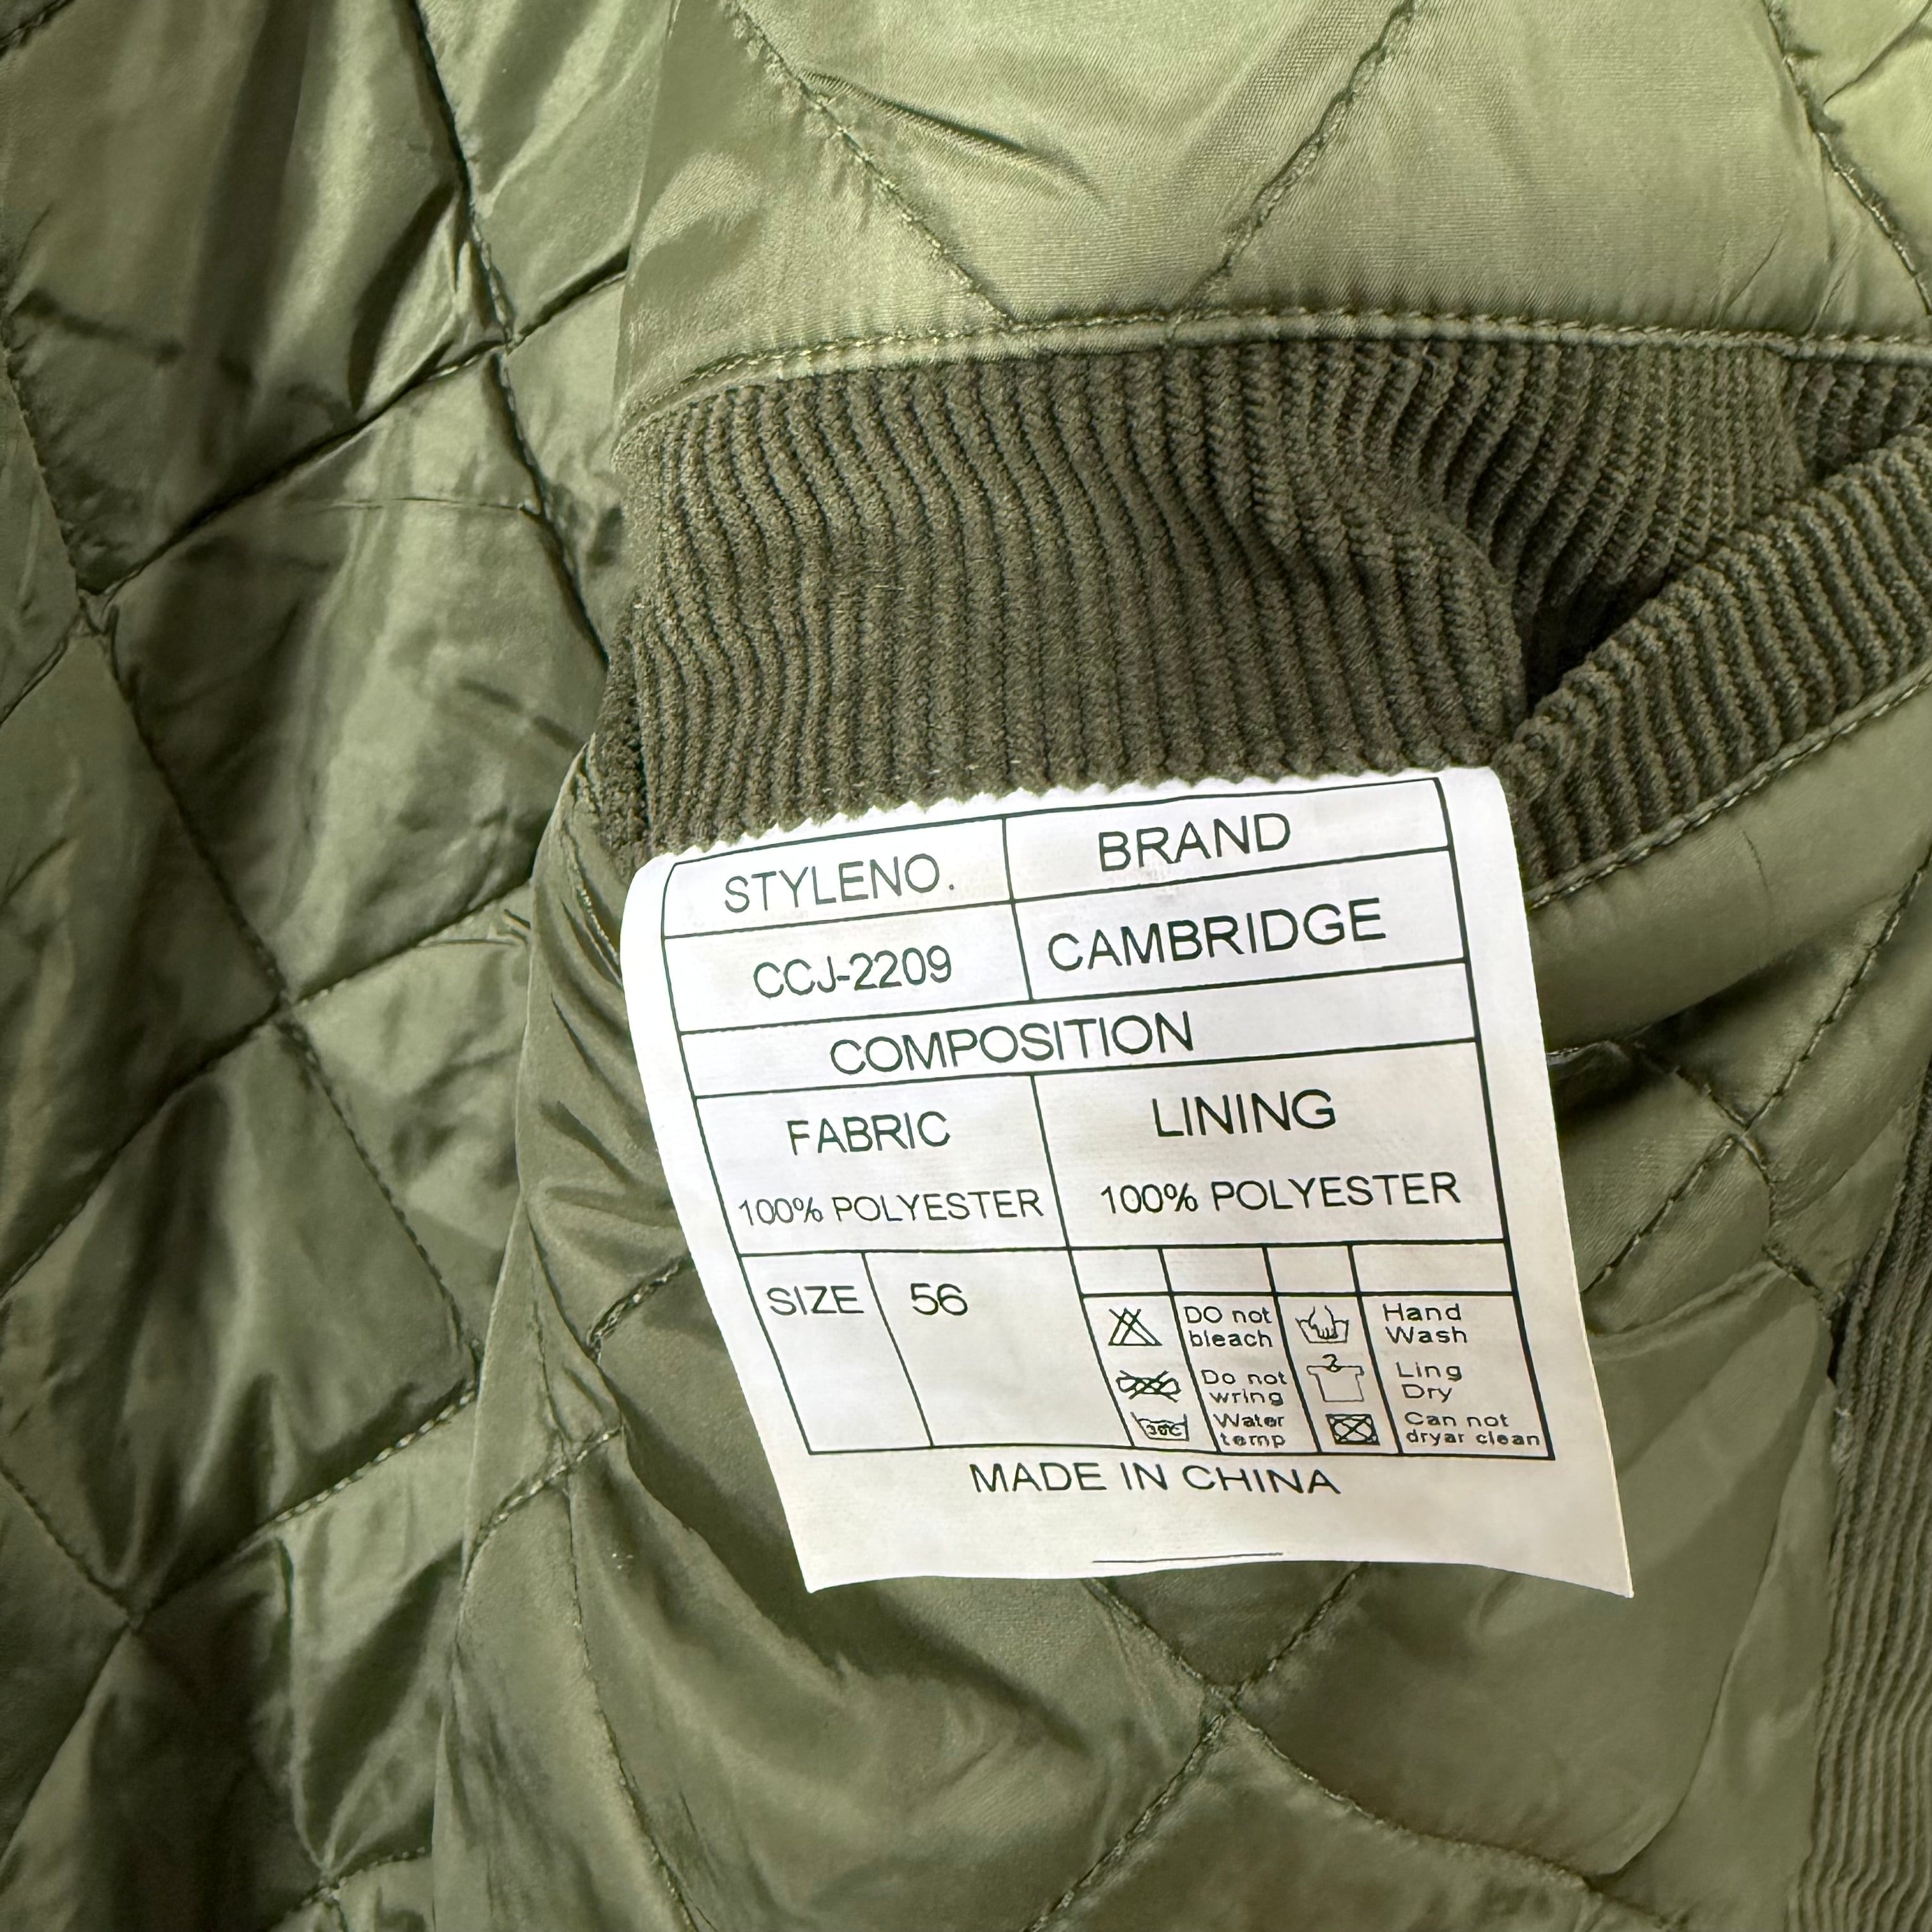 STYLENO. BRAND
CCJ-2209 CAMBRIDGE
COMPOSITION
FABRIC LINING
100% POLYESTER 100% POLYESTER
SIZE 56
DO not bleach
Hand Wash
Do not wring
Ling Dry
30C
Water temp
Can not dryar clean
MADE IN CHINA